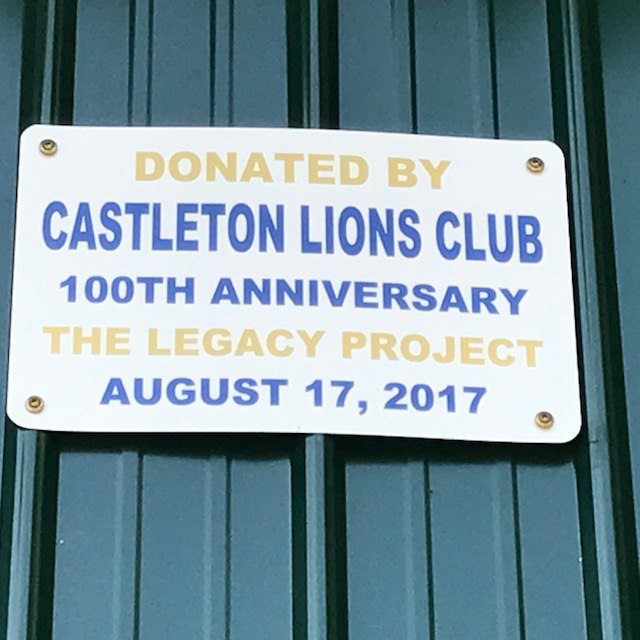 DONATED BY
CASTLETON LIONS CLUB
100TH ANNIVERSARY
THE LEGACY PROJECT
AUGUST 17, 2017